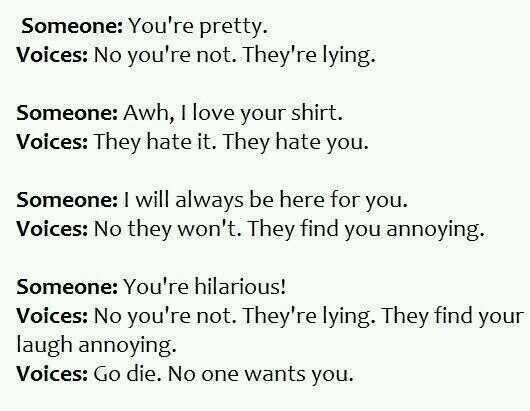 Someone: You're pretty.
Voices: No you're not. They're lying.
Someone: Awh, I love your shirt.
Voices: They hate it. They hate you.
Someone: I will always be here for you.
Voices: No they won't. They find you annoying.
Someone: You're hilarious!
Voices: No you're not. They're lying. They find your
laugh annoying.
Voices: Go die. No one wants you.